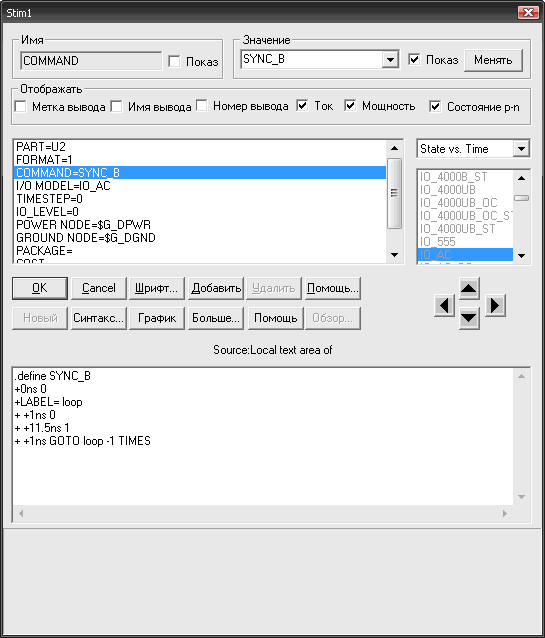 Stim1
Имя
COMMAND
Показ
Значение
SYNC_B
Показ
Менять
Отображать
Метка вывода
Имя вывода
Номер вывода
Ток
Мощность
Состояние p-n
PART=U2
FORMAT=1
COMMAND=SYNC_B
I/O MODEL=IO_AC
TIMESTEP=0
IO_LEVEL=0
POWER NODE=$G_DPWR
GROUND NODE=$G_DGND
PACKAGE=
State vs. Time
IO_4000B_ST
IO_4000UB
IO_4000UB_OC
IO_4000UB_OC_ST
IO_4000UB_ST
IO_555
IO_AC
OK
Cancel
Шрифт...
Добавить
Удалить
Помощь...
Новый
Синтакс...
График
Больше...
Помощь
Обзор...
Source:Local text area of
.define SYNC_B
+0ns 0
+LABEL= loop
+ +1ns 0
+ +11.5ns 1
+ +1ns GOTO loop -1 TIMES